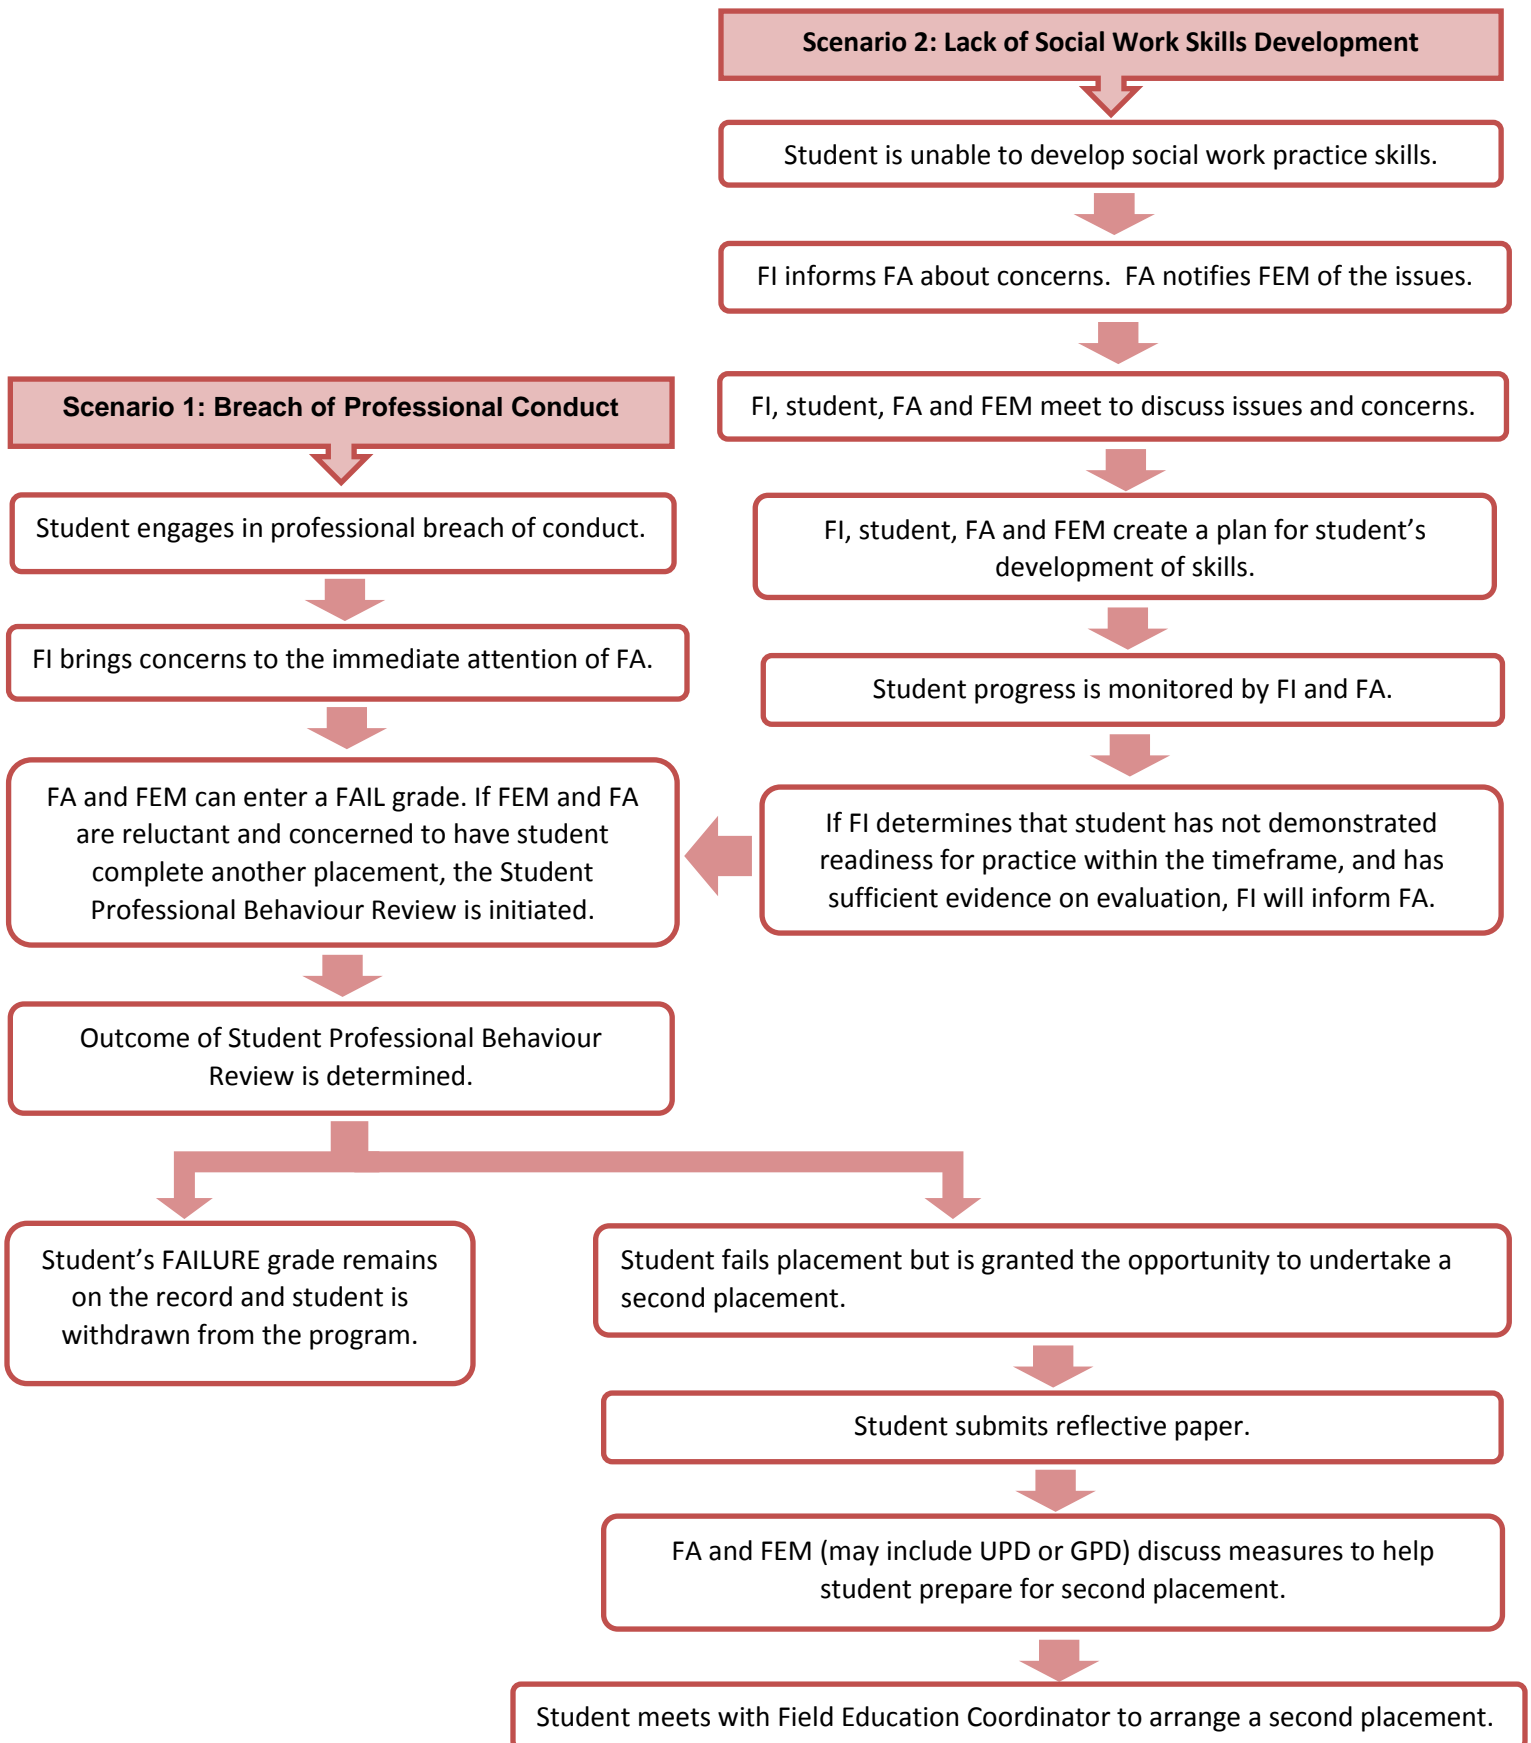 Scenario 2: Lack of Social Work Skills Development
Student is unable to develop social work practice skills.
FI informs FA about concerns.  FA notifies FEM of the issues.
FI, student, FA and FEM meet to discuss issues and concerns.
FI, student, FA and FEM create a plan for student’s
development of skills.
Student progress is monitored by FI and FA.
If FI determines that student has not demonstrated
readiness for practice within the timeframe, and has
sufficient evidence on evaluation, FI will inform FA.
Scenario 1: Breach of Professional Conduct
Student engages in professional breach of conduct.
FI brings concerns to the immediate attention of FA.
FA and FEM can enter a FAIL grade. If FEM and FA
are reluctant and concerned to have student
complete another placement, the Student
Professional Behaviour Review is initiated.
Outcome of Student Professional Behaviour
Review is determined.
Student’s FAILURE grade remains
on the record and student is
withdrawn from the program.
Student fails placement but is granted the opportunity to undertake a
second placement.
Student submits reflective paper.
FA and FEM (may include UPD or GPD) discuss measures to help
student prepare for second placement.
Student meets with Field Education Coordinator to arrange a second placement.